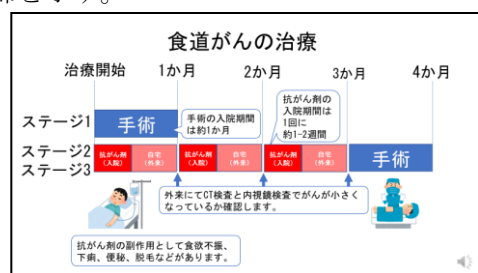 食道がんの治療
治療開始 1か月 2か月 3か月 4か月
ステージ1
手術
手術の入院期間
は約1か月
抗がん剤の
入院期間は
1回に
約1-2週間
ステージ2
ステージ3
抗がん剤
(入院)
自宅
(外来)
抗がん剤
(入院)
自宅
(外来)
抗がん剤
(入院)
自宅
(外来)
手術
外来にてCT検査と内視鏡検査でがんが小さく
なっているか確認します。
抗がん剤の副作用として食欲不振、
下痢、便秘、脱毛などがあります。